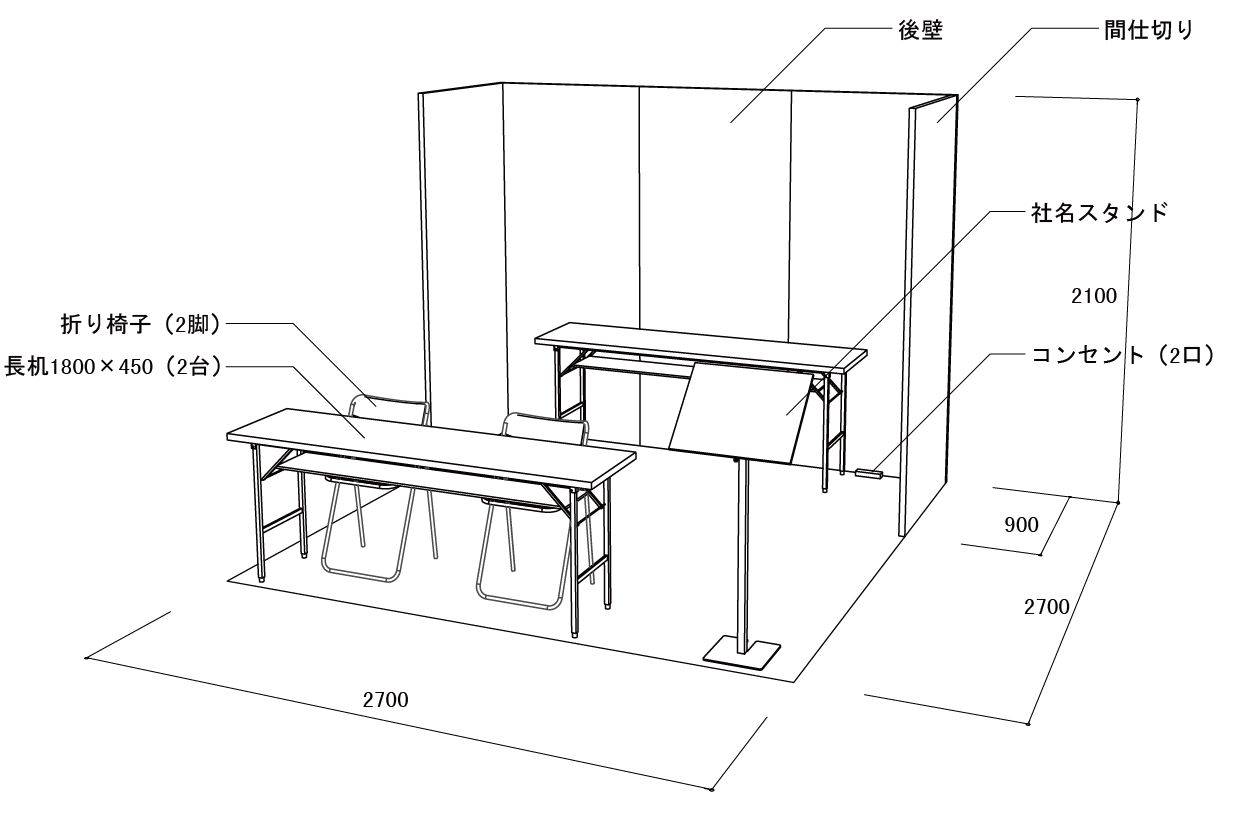 後壁
間仕切り
社名スタンド
2100
折り椅子（2脚）
コンセント（2口）
長机1800×450（2台）
900
2700
2700